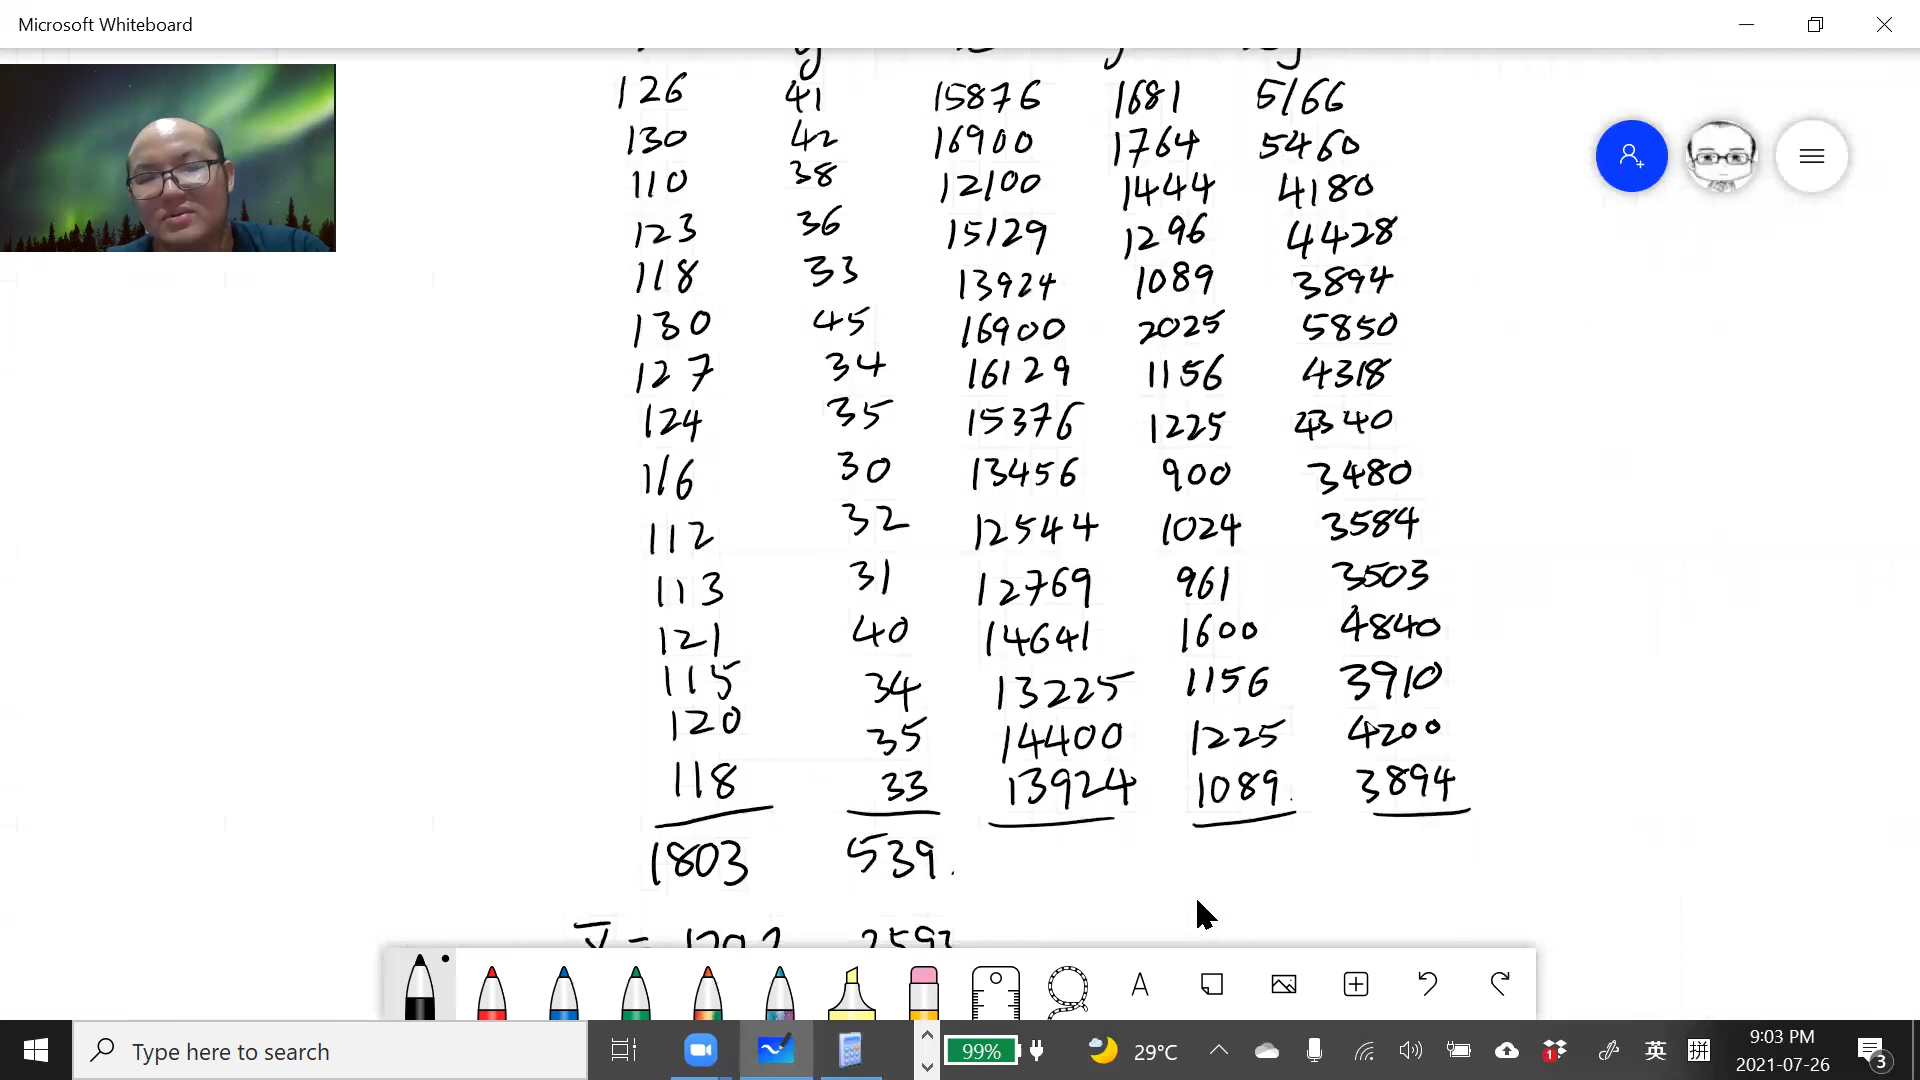 Microsoft Whiteboard
126 41 15876 1681 5166
130 42 16900 1764 5460
110 38 12100 1444 4180
123 36 15129 1296 4428
118 33 13924 1089 3894
130 45 16900 2025 5850
127 34 16129 1156 4318
124 35 15376 1225 4340
116 30 13456 900 3480
112 32 12544 1024 3584
113 31 12769 961 3503
121 40 14641 1600 4840
115 34 13225 1156 3910
120 35 14400 1225 4200
118 33 13924 1089 3894
1803 539
A
Type here to search
99%
29°C
1
英
拼
9:03 PM
2021-07-26
3